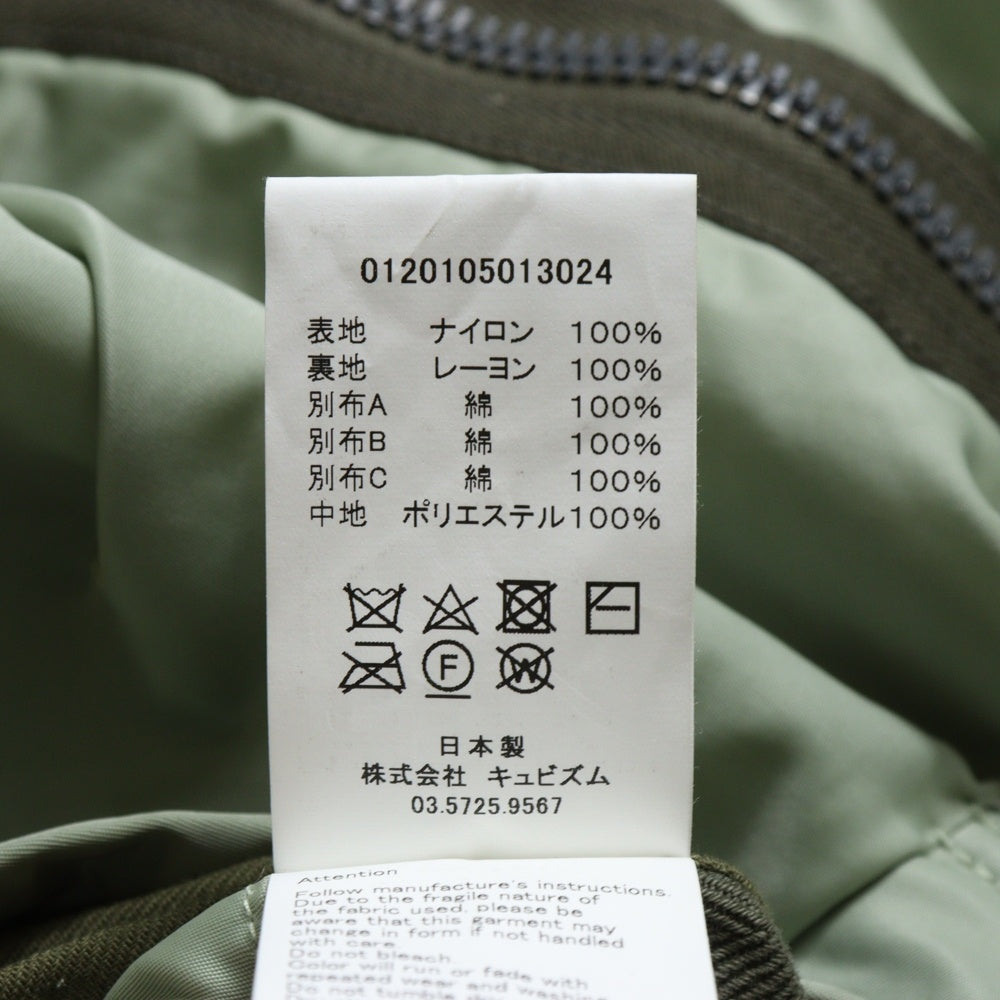 0120105013024
表地 ナイロン 100%
裏地 レーヨン 100%
別布A 綿 100%
別布B 綿 100%
別布C 綿 100%
中地 ポリエステル100%
F W
日本製
株式会社 キュビズム
03.5725.9567
Attention
Follow manufacture's instructions.
Due to the fragile nature of
the fabric used, please be
aware that this garment may
change in form if not handled
with care.
Do not bleach.
Color will run or fade with
repeated wear and washing.
Do not tumble dry